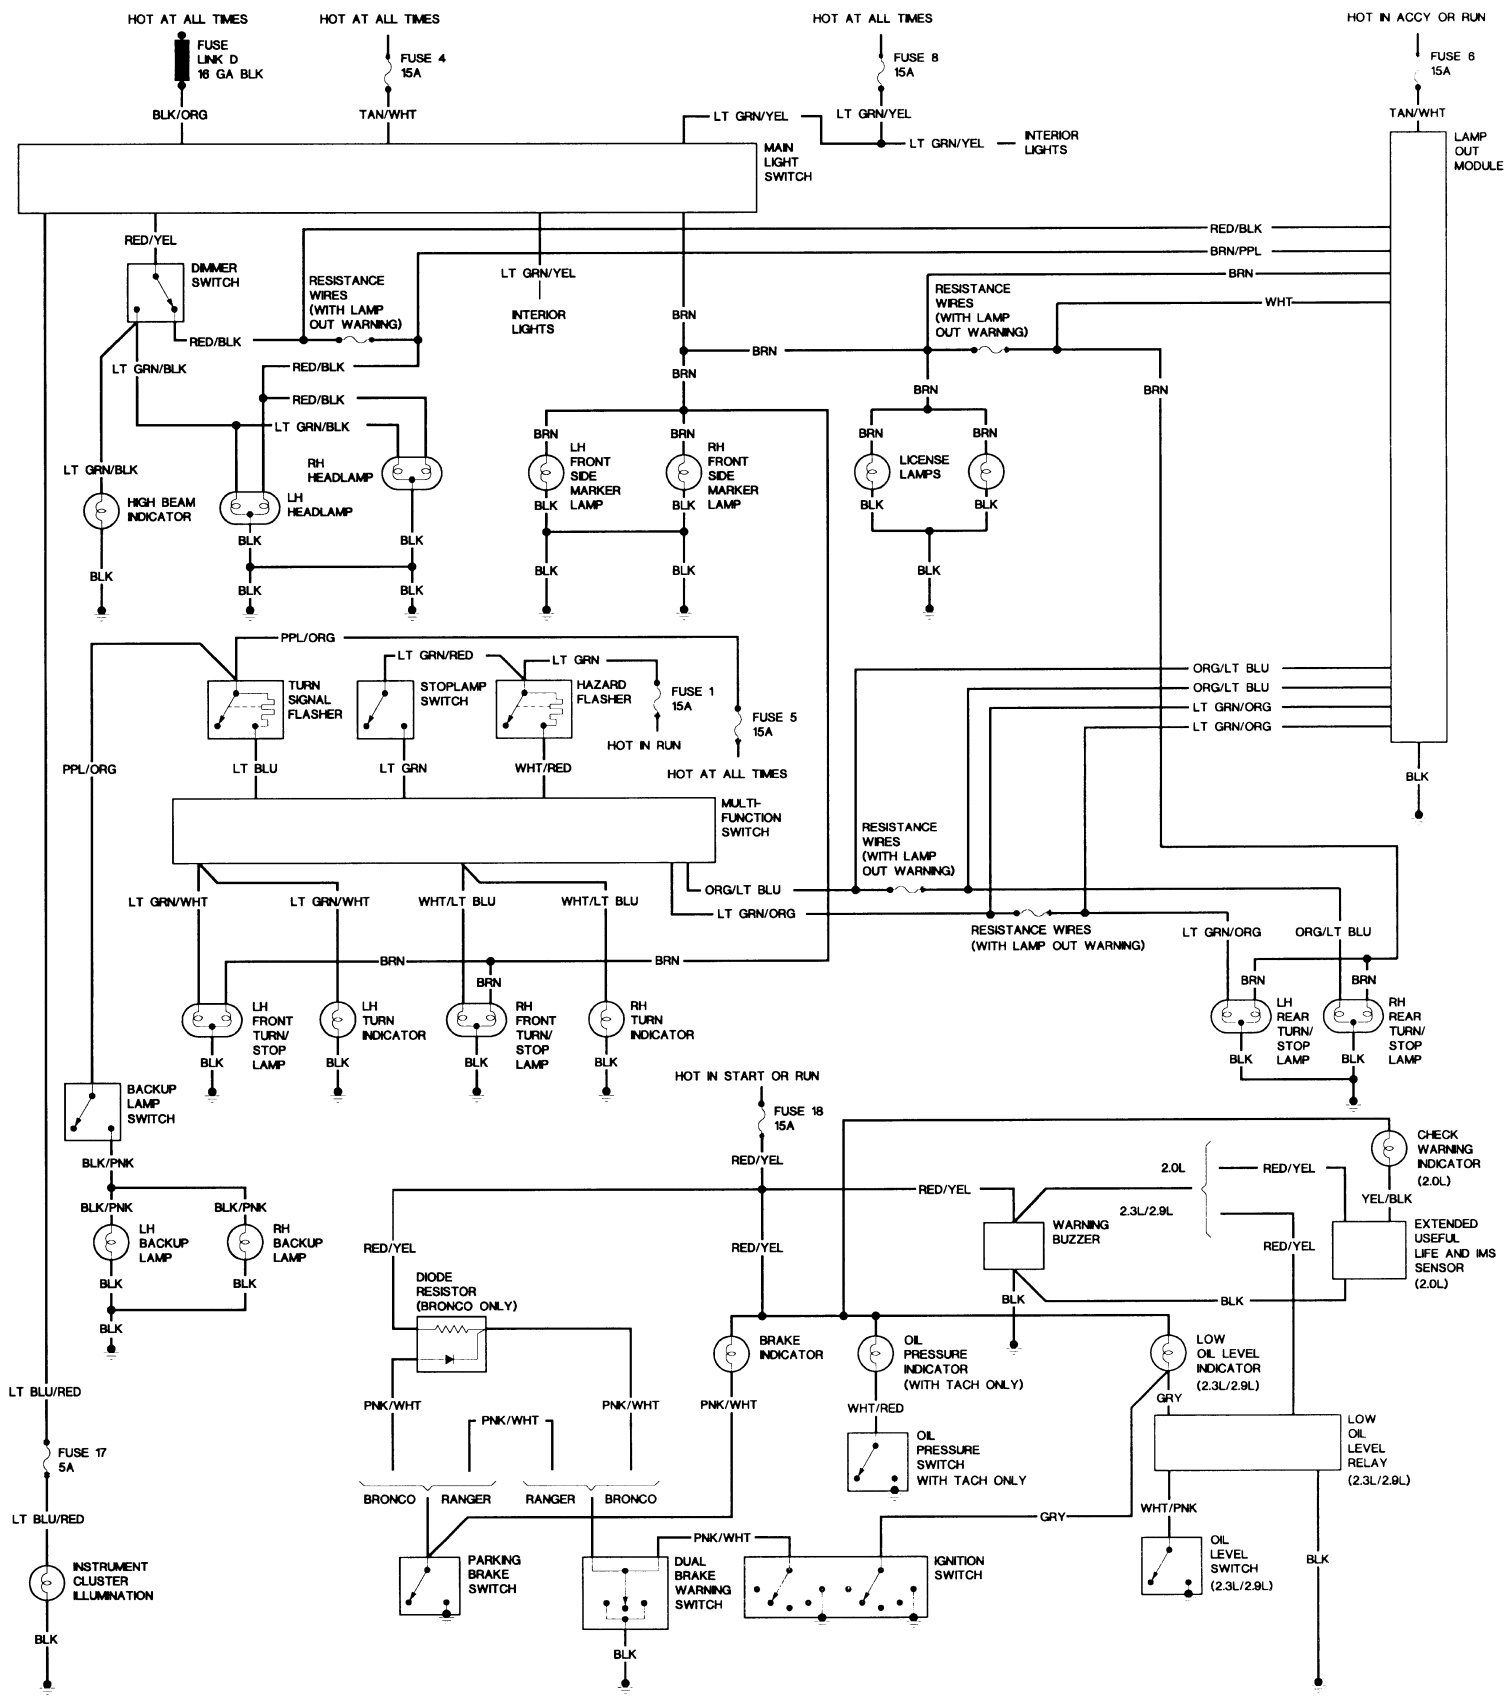 HOT AT ALL TIMES
HOT AT ALL TIMES
HOT AT ALL TIMES
HOT IN ACCY OR RUN
FUSE
LINK D
16 GA BLK
FUSE 4
15A
FUSE 8
15A
FUSE 6
15A
BLK/ORG
TAN/WHT
LT GRN/YEL
LT GRN/YEL
TAN/WHT
LT GRN/YEL
INTERIOR
LIGHTS
MAIN
LIGHT
SWITCH
LAMP
OUT
MODULE
RED/YEL
RED/BLK
BRN/PPL
BRN
WHT
DIMMER
SWITCH
RESISTANCE
WIRES
(WITH LAMP
OUT WARNING)
LT GRN/YEL
INTERIOR
LIGHTS
BRN
RESISTANCE
WIRES
(WITH LAMP
OUT WARNING)
RED/BLK
BRN
LT GRN/BLK
RED/BLK
BRN
BRN
BRN
RED/BLK
LT GRN/BLK
BRN
BRN
BRN
BRN
LT GRN/BLK
RH
HEADLAMP
LH
FRONT
SIDE
MARKER
LAMP
RH
FRONT
SIDE
MARKER
LAMP
LICENSE
LAMPS
HIGH BEAM
INDICATOR
LH
HEADLAMP
BLK
BLK
BLK
BLK
BLK
BLK
BLK
BLK
BLK
BLK
BLK
BLK
PPL/ORG
LT GRN/RED
LT GRN
TURN
SIGNAL
FLASHER
STOPLAMP
SWITCH
HAZARD
FLASHER
FUSE 1
15A
FUSE 5
15A
HOT IN RUN
HOT AT ALL TIMES
ORG/LT BLU
ORG/LT BLU
LT GRN/ORG
LT GRN/ORG
PPL/ORG
LT BLU
LT GRN
WHT/RED
BLK
MULTI-
FUNCTION
SWITCH
RESISTANCE
WIRES
(WITH LAMP
OUT WARNING)
ORG/LT BLU
LT GRN/ORG
LT GRN/WHT
LT GRN/WHT
WHT/LT BLU
WHT/LT BLU
RESISTANCE WIRES
(WITH LAMP OUT WARNING)
LT GRN/ORG
ORG/LT BLU
BRN
BRN
BRN
BRN
BRN
LH
FRONT
TURN/
STOP
LAMP
LH
TURN
INDICATOR
RH
FRONT
TURN/
STOP
LAMP
RH
TURN
INDICATOR
LH
REAR
TURN/
STOP
LAMP
RH
REAR
TURN/
STOP
LAMP
BLK
BLK
BLK
BLK
BLK
BLK
BACKUP
LAMP
SWITCH
HOT IN START OR RUN
FUSE 18
15A
RED/YEL
BLK/PNK
BLK/PNK
BLK/PNK
LH
BACKUP
LAMP
RH
BACKUP
LAMP
BLK
BLK
BLK
RED/YEL
2.0L
RED/YEL
2.3L/2.9L
CHECK
WARNING
INDICATOR
(2.0L)
YEL/BLK
WARNING
BUZZER
RED/YEL
RED/YEL
RED/YEL
EXTENDED
USEFUL
LIFE AND IMS
SENSOR
(2.0L)
DIODE
RESISTOR
(BRONCO ONLY)
BLK
BLK
BRAKE
INDICATOR
OIL
PRESSURE
INDICATOR
(WITH TACH ONLY)
LOW
OIL LEVEL
INDICATOR
(2.3L/2.9L)
LT BLU/RED
PNK/WHT
PNK/WHT
PNK/WHT
PNK/WHT
WHT/RED
GRY
FUSE 17
5A
OIL
PRESSURE
SWITCH
WITH TACH ONLY
LOW
OIL
LEVEL
RELAY
(2.3L/2.9L)
BRONCO
RANGER
RANGER
BRONCO
LT BLU/RED
PNK/WHT
GRY
WHT/PNK
INSTRUMENT
CLUSTER
ILLUMINATION
PARKING
BRAKE
SWITCH
DUAL
BRAKE
WARNING
SWITCH
IGNITION
SWITCH
OIL
LEVEL
SWITCH
(2.3L/2.9L)
BLK
BLK
BLK